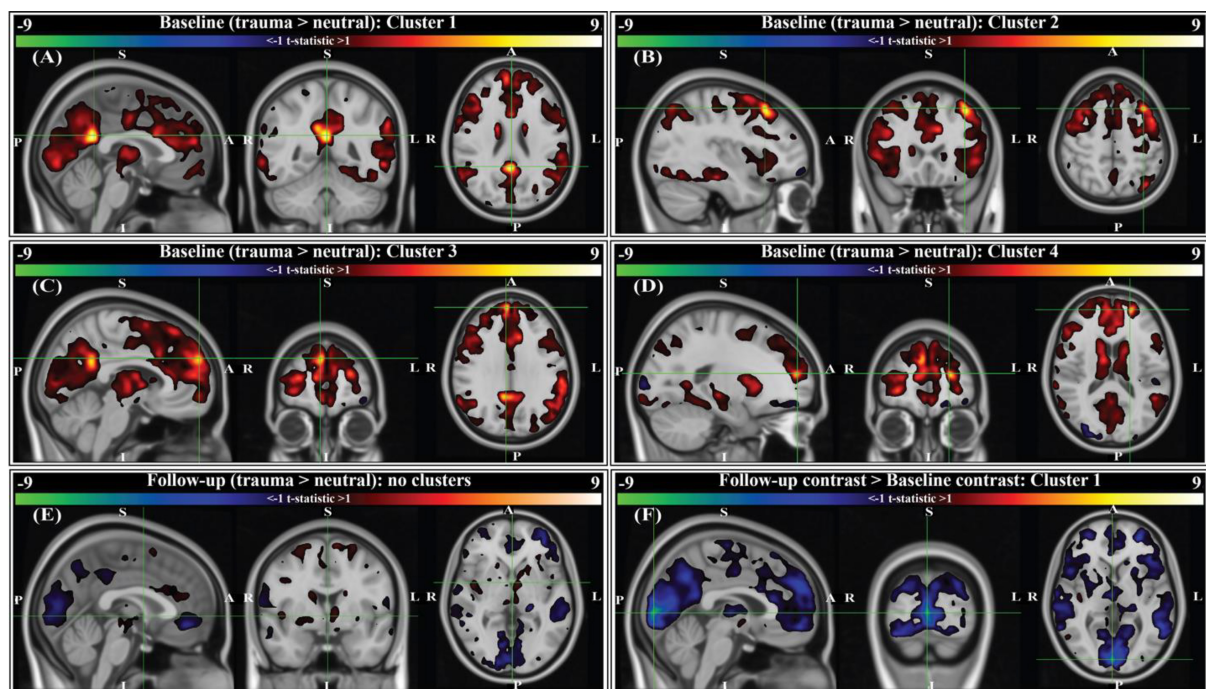 -9 Baseline (trauma > neutral): Cluster 1 9
<-1 t-statistic >1
(A) S S A
P A R L R L
I I P
-9 Baseline (trauma > neutral): Cluster 2 9
<-1 t-statistic >1
(B) S S A
P A R L R L
I I P
-9 Baseline (trauma > neutral): Cluster 3 9
<-1 t-statistic >1
(C) S S A
P A R L R L
I I P
-9 Baseline (trauma > neutral): Cluster 4 9
<-1 t-statistic >1
(D) S S A
P A R L R L
I I P
-9 Follow-up (trauma > neutral): no clusters 9
<-1 t-statistic >1
(E) S S A
P A R L R L
I I P
-9 Follow-up contrast > Baseline contrast: Cluster 1 9
<-1 t-statistic >1
(F) S S A
P A R L R L
I I P